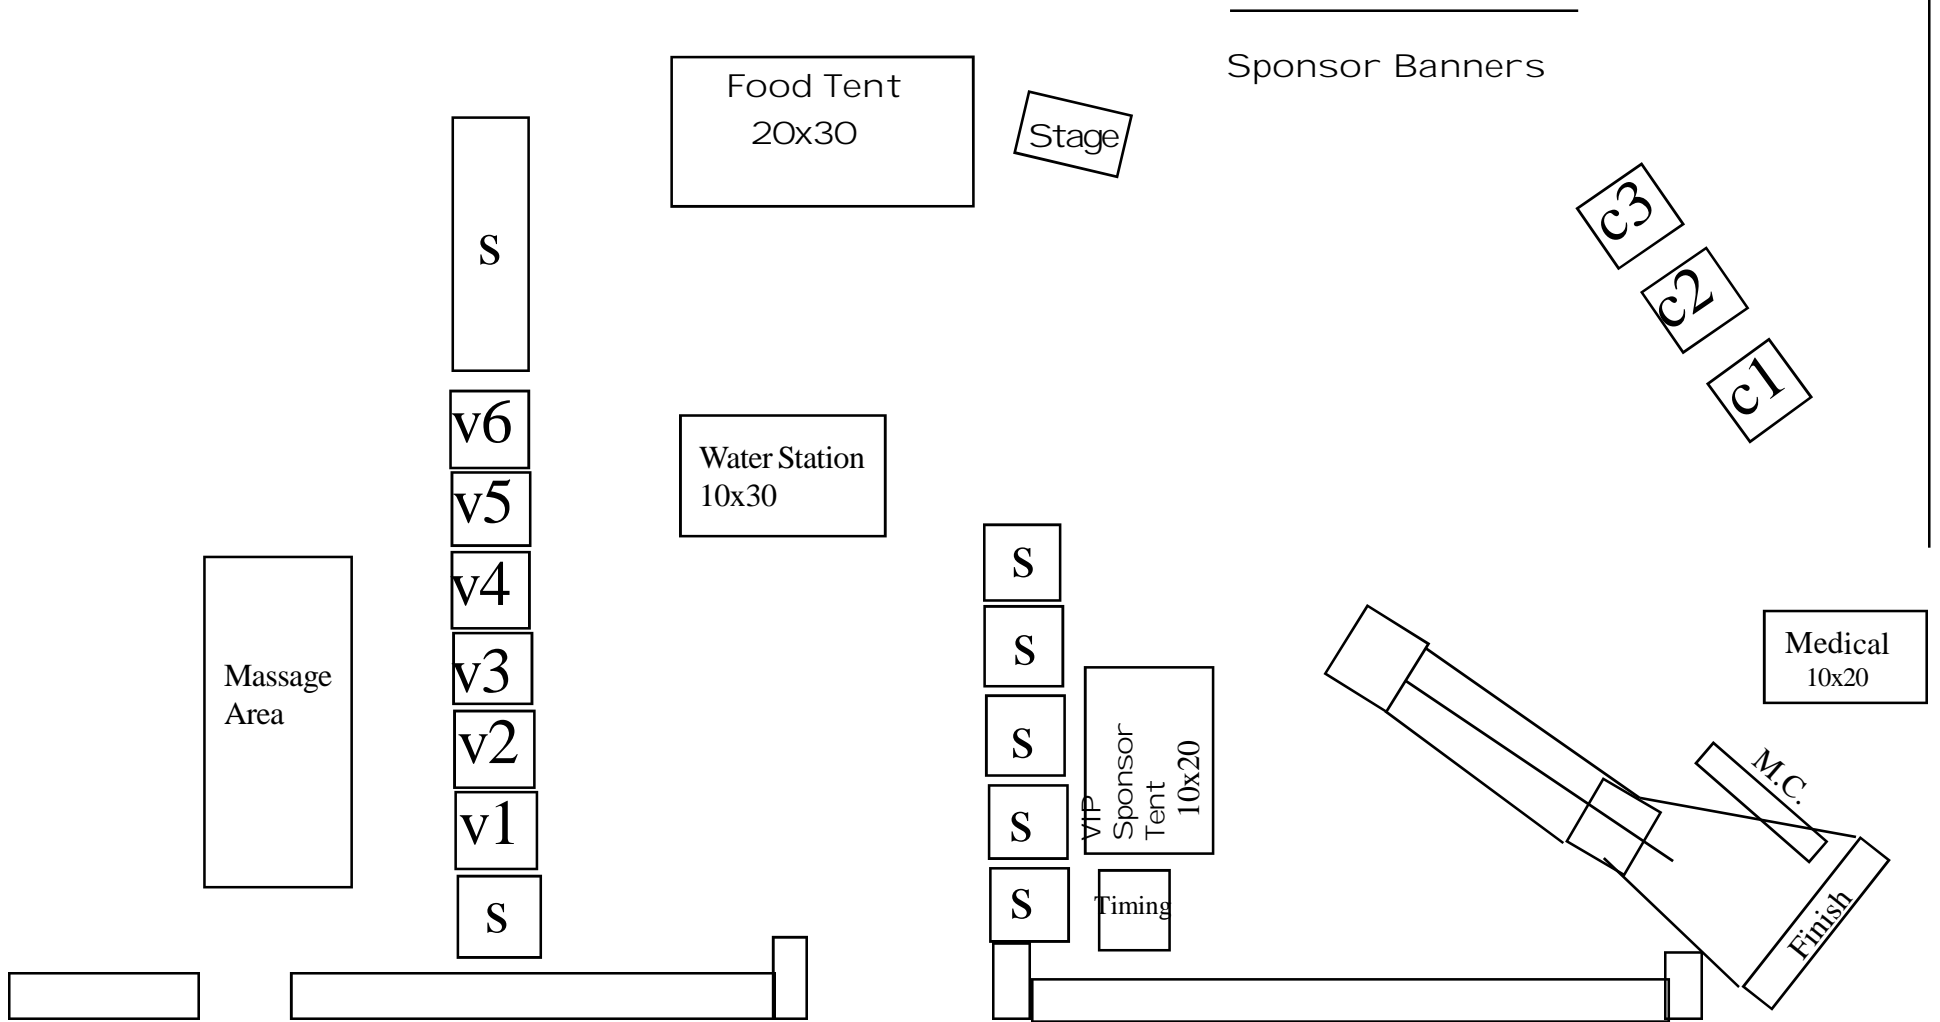 Sponsor Banners
Food Tent
20x30
Stage
s
c3
c2
c1
v6
v5
v4
v3
v2
v1
s
Water Station
10x30
Massage
Area
s
s
s
s
s
VIP
Sponsor
Tent
10x20
Timing
Medical
10x20
M.C.
Finish